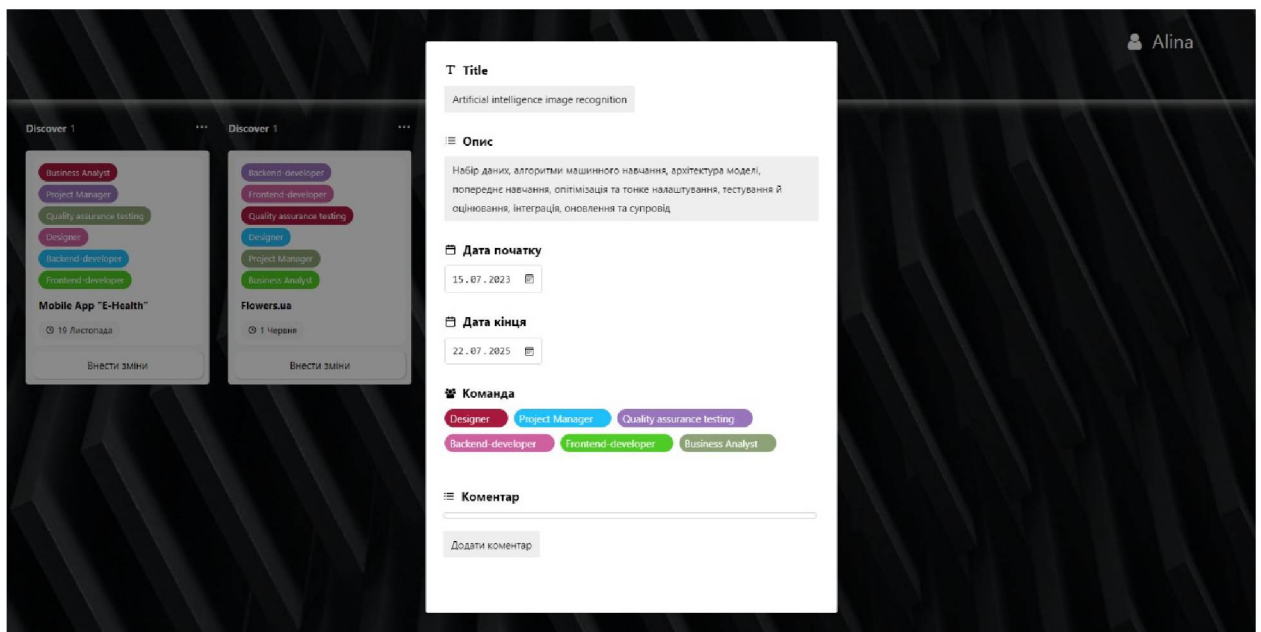 Alina
Discover 1 ...
Business Analyst
Project Manager
Quality assurance testing
Designer
Backend-developer
Frontend-developer
Mobile App "E-Health"
19 Листопада
Внести зміни
Discover 1 ...
Backend-developer
Frontend-developer
Quality assurance testing
Designer
Project Manager
Business Analyst
Flowers.ua
1 Червня
Внести зміни
T Title
Artificial intelligence image recognition
Опис
Набір даних, алгоритми машинного навчання, архітектура моделі,
попереднє навчання, опітімізація та тонке налаштування, тестування й
оцінювання, інтеграція, оновлення та супровід
Дата початку
15.07.2023
Дата кінця
22.07.2025
Команда
Designer Project Manager Quality assurance testing
Backend-developer Frontend-developer Business Analyst
Коментар
Додати коментар